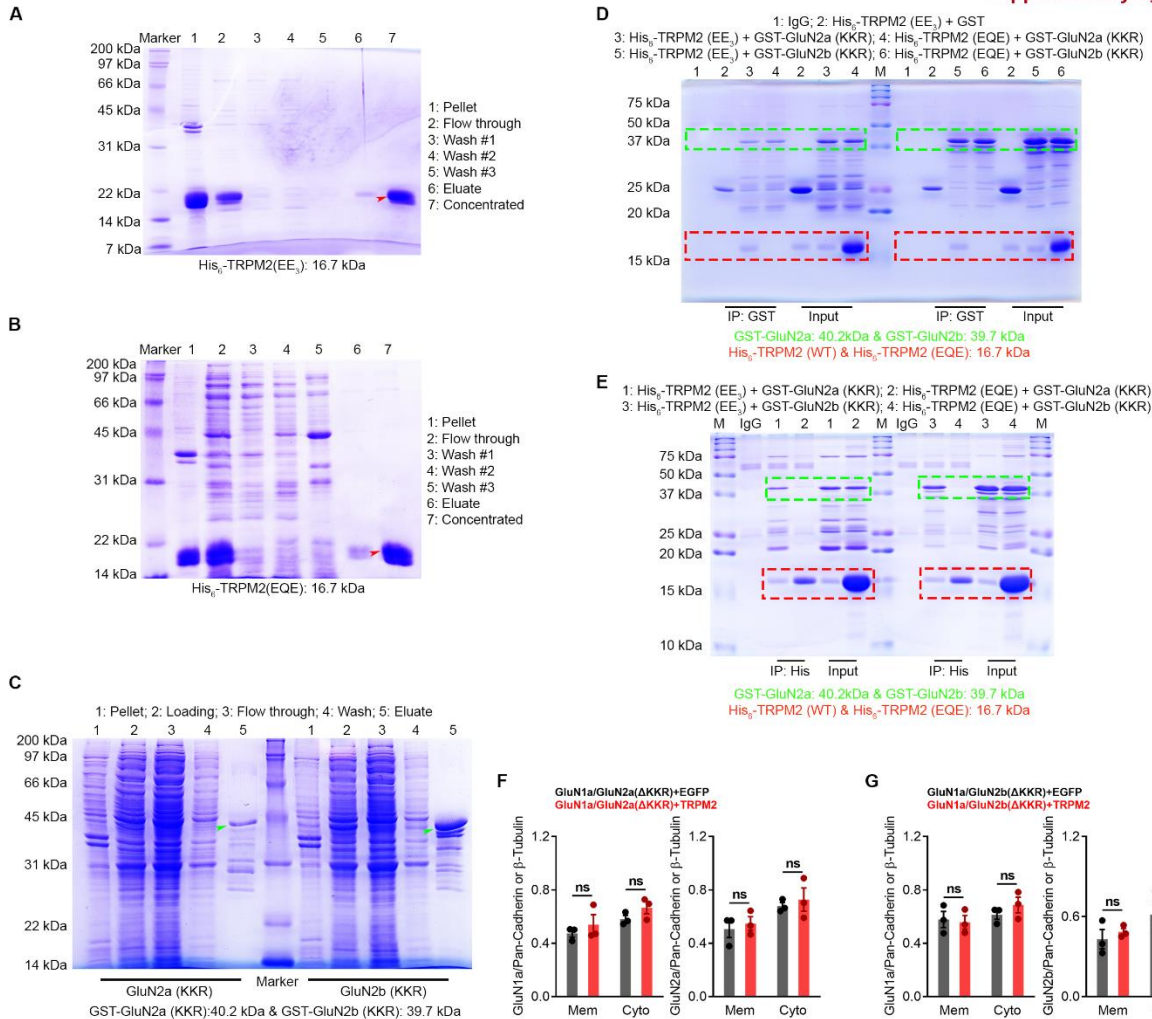 A
Marker 1 2 3 4 5 6 7
200 kDa
97 kDa
66 kDa
45 kDa
31 kDa
22 kDa
14 kDa
7 kDa
1: Pellet
2: Flow through
3: Wash #1
4: Wash #2
5: Wash #3
6: Eluate
7: Concentrated
His₆-TRPM2(EE₃): 16.7 kDa
B
Marker 1 2 3 4 5 6 7
200 kDa
97 kDa
66 kDa
45 kDa
31 kDa
22 kDa
14 kDa
1: Pellet
2: Flow through
3: Wash #1
4: Wash #2
5: Wash #3
6: Eluate
7: Concentrated
His₆-TRPM2(EQE): 16.7 kDa
C
1: Pellet; 2: Loading; 3: Flow through; 4: Wash; 5: Eluate
1 2 3 4 5 1 2 3 4 5
200 kDa
97 kDa
66 kDa
45 kDa
31 kDa
22 kDa
14 kDa
GluN2a (KKR) Marker GluN2b (KKR)
GST-GluN2a (KKR):40.2 kDa & GST-GluN2b (KKR): 39.7 kDa
D
1: IgG; 2: His₆-TRPM2 (EE₃) + GST
3: His₆-TRPM2 (EE₃) + GST-GluN2a (KKR); 4: His₆-TRPM2 (EQE) + GST-GluN2a (KKR)
5: His₆-TRPM2 (EE₃) + GST-GluN2b (KKR); 6: His₆-TRPM2 (EQE) + GST-GluN2b (KKR)
1 2 3 4 2 3 4 M 1 2 5 6 2 5 6
75 kDa
50 kDa
37 kDa
25 kDa
20 kDa
15 kDa
IP: GST Input IP: GST Input
GST-GluN2a: 40.2kDa & GST-GluN2b: 39.7 kDa
His₆-TRPM2 (WT) & His₆-TRPM2 (EQE): 16.7 kDa
E
1: His₆-TRPM2 (EE₃) + GST-GluN2a (KKR); 2: His₆-TRPM2 (EQE) + GST-GluN2a (KKR)
3: His₆-TRPM2 (EE₃) + GST-GluN2b (KKR); 4: His₆-TRPM2 (EQE) + GST-GluN2b (KKR)
M IgG 1 2 1 2 M IgG 3 4 3 4 M
75 kDa
50 kDa
37 kDa
25 kDa
20 kDa
15 kDa
10 kDa
IP: His Input IP: His Input
GST-GluN2a: 40.2kDa & GST-GluN2b: 39.7 kDa
His₆-TRPM2 (WT) & His₆-TRPM2 (EQE): 16.7 kDa
F
GluN1a/GluN2a(ΔKKR)+EGFP
GluN1a/GluN2a(ΔKKR)+TRPM2
GluN1a/Pan-Cadherin or β-Tubulin
1.2
0.8
0.4
0.0
ns ns
Mem Cyto
GluN2a/Pan-Cadherin or β-Tubulin
1.2
0.8
0.4
0.0
ns ns
Mem Cyto
G
GluN1a/GluN2b(ΔKKR)+EGFP
GluN1a/GluN2b(ΔKKR)+TRPM2
GluN1a/Pan-Cadherin or β-Tubulin
1.2
0.8
0.4
0.0
ns ns
Mem Cyto
GluN2b/Pan-Cadherin or β-Tubulin
1.2
0.6
0.0
ns
Mem